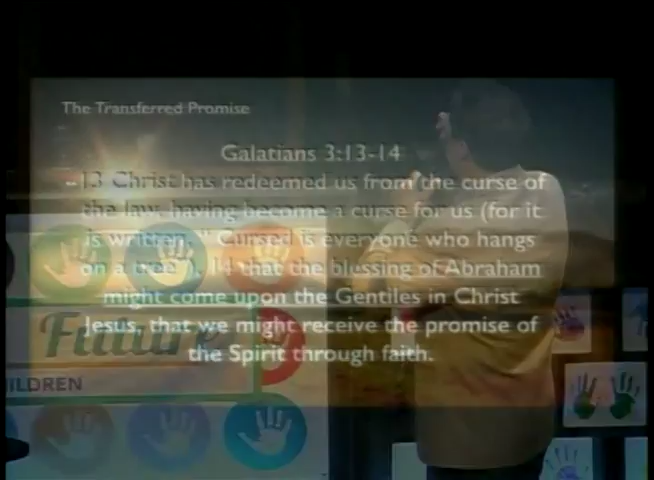 The Transferred Promise
Galatians 3:13-14
13 Christ has redeemed us from the curse of
the law, having become a curse for us (for it
is written, "Cursed is everyone who hangs
on a tree"), 14 that the blessing of Abraham
might come upon the Gentiles in Christ
Jesus, that we might receive the promise of
the Spirit through faith.
Future
HILDREN